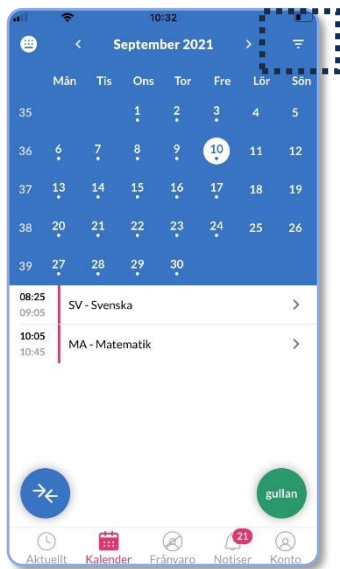 10:32
September 2021
Mån Tis Ons Tor Fre Lör Sön
35 1 2 3 4 5
36 6 7 8 9 10 11 12
37 13 14 15 16 17 18 19
38 20 21 22 23 24 25 26
39 27 28 29 30
08:25
09:05
SV - Svenska
10:05
10:45
MA - Matematik
gullan
21
Aktuellt Kalender Frånvaro Notiser Konto